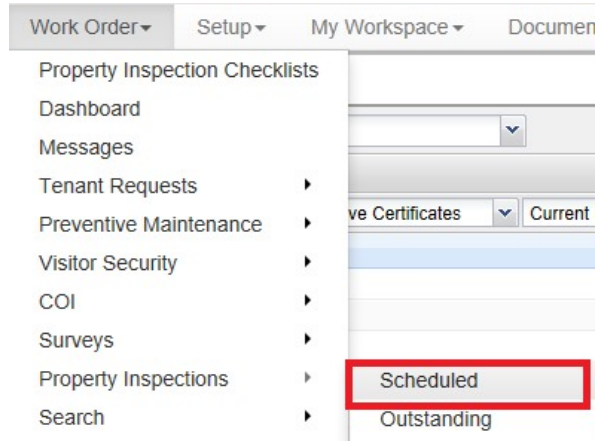 Work Order Setup My Workspace Documen
Property Inspection Checklists
Dashboard
Messages
Tenant Requests
Preventive Maintenance
ve Certificates Current
Visitor Security
COI
Surveys
Property Inspections
Scheduled
Search
Outstanding